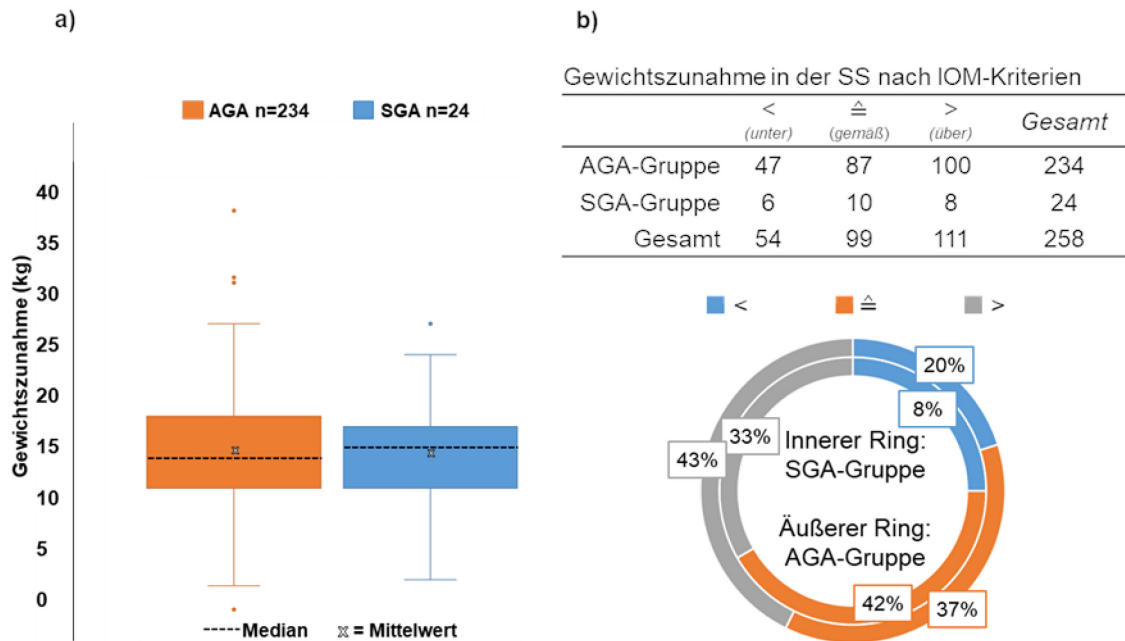 a)
AGA n=234 SGA n=24
Gewichtszunahme (kg)
40
35
30
25
20
15
10
5
0
Median x = Mittelwert
b)
Gewichtszunahme in der SS nach IOM-Kriterien
< ≙ > Gesamt
(unter) (gemäß) (über)
AGA-Gruppe 47 87 100 234
SGA-Gruppe 6 10 8 24
Gesamt 54 99 111 258
< ≙ >
20%
8%
33%
43%
Innerer Ring:
SGA-Gruppe
Äußerer Ring:
AGA-Gruppe
42%
37%